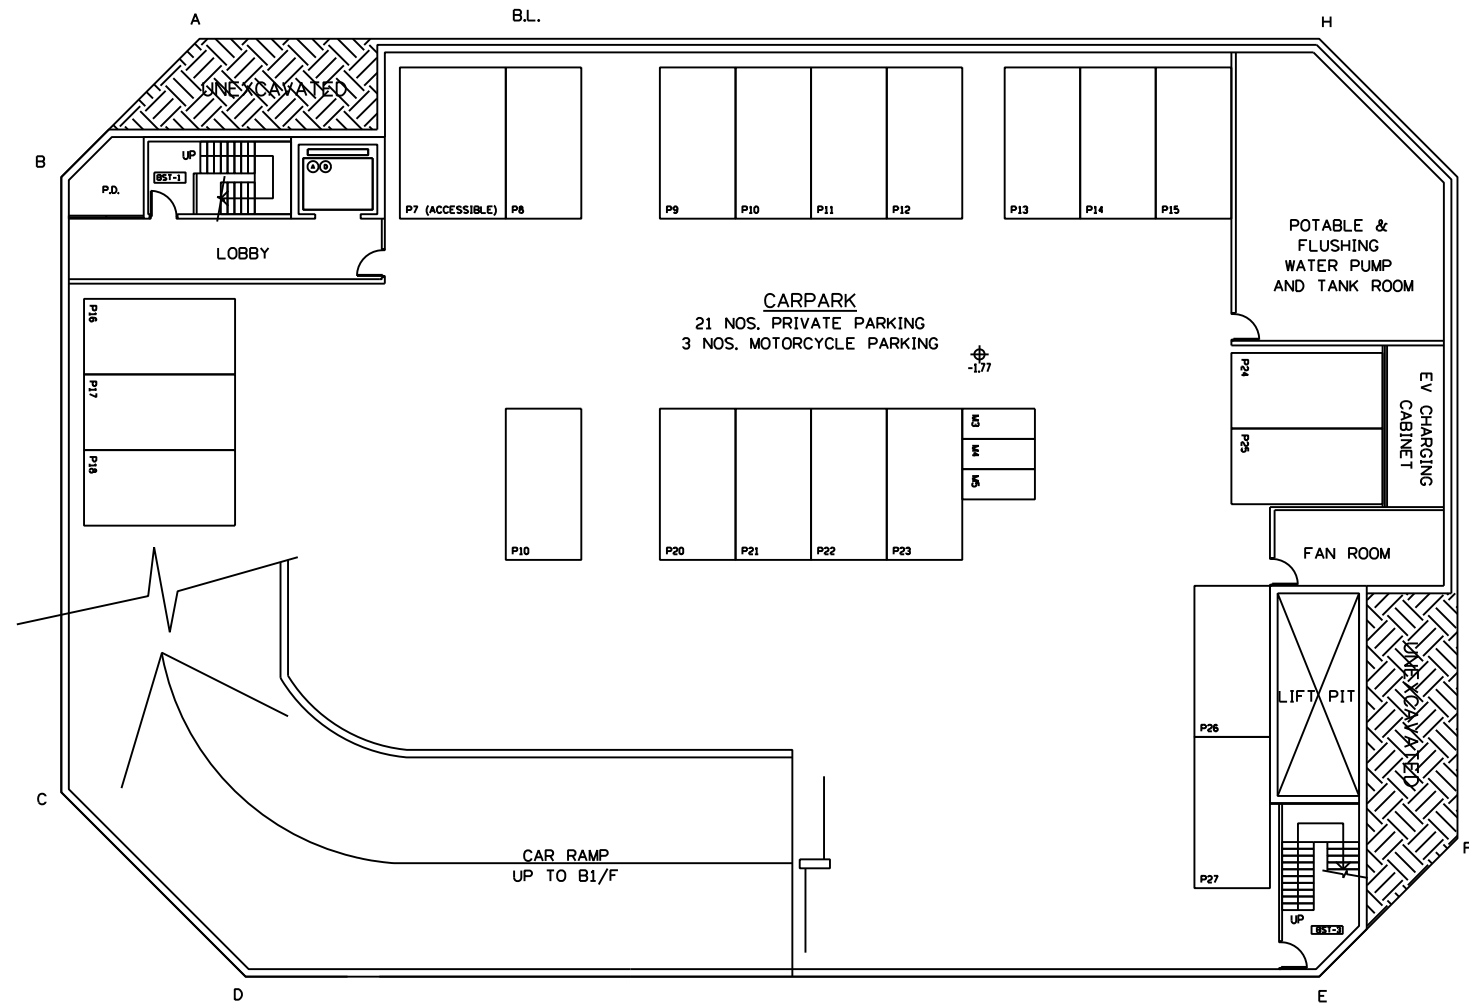 A
B.L.
H
UNEXCAVATED
B
UP
BST-1
A D
P.D.
P7 (ACCESSIBLE)
P8
P9
P10
P11
P12
P13
P14
P15
LOBBY
POTABLE &
FLUSHING
WATER PUMP
AND TANK ROOM
CARPARK
21 NOS. PRIVATE PARKING
3 NOS. MOTORCYCLE PARKING
-1.77
P16
P17
P18
P24
P25
EV CHARGING
CABINET
M3
M4
M5
P10
P20
P21
P22
P23
FAN ROOM
LIFT PIT
UNEXCAVATED
P26
C
CAR RAMP
UP TO B1/F
P27
F
UP
D
E